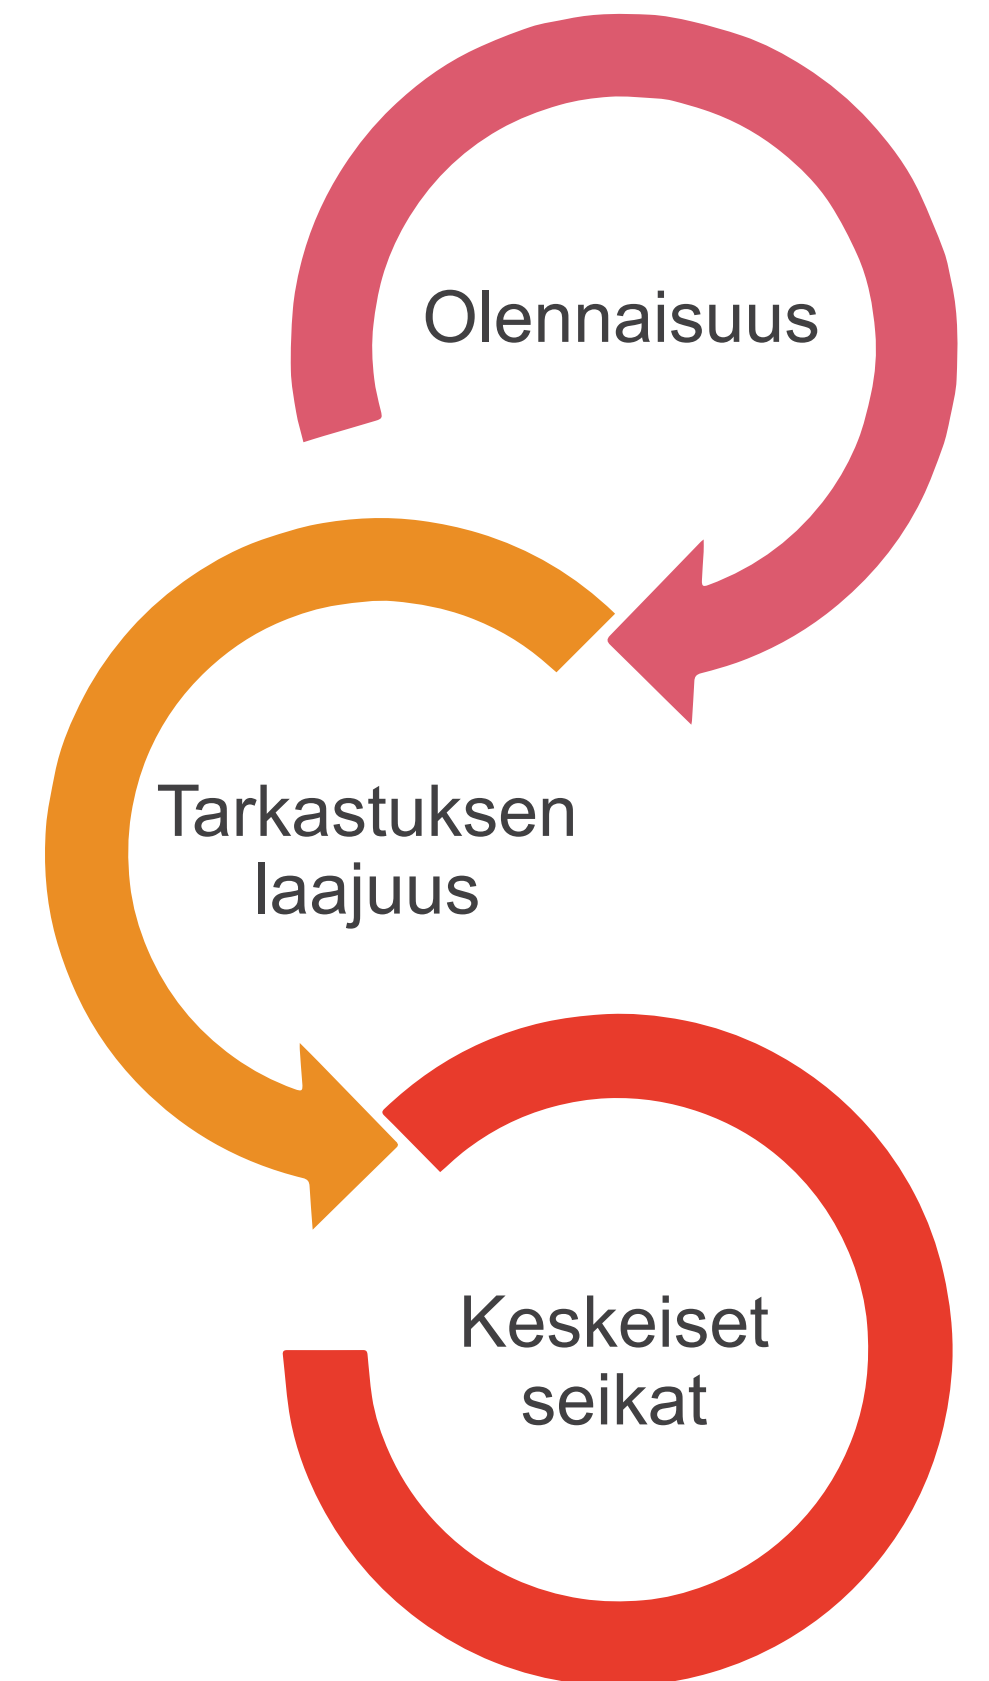 Olennaisuus
Tarkastuksen
laajuus
Keskeiset
seikat